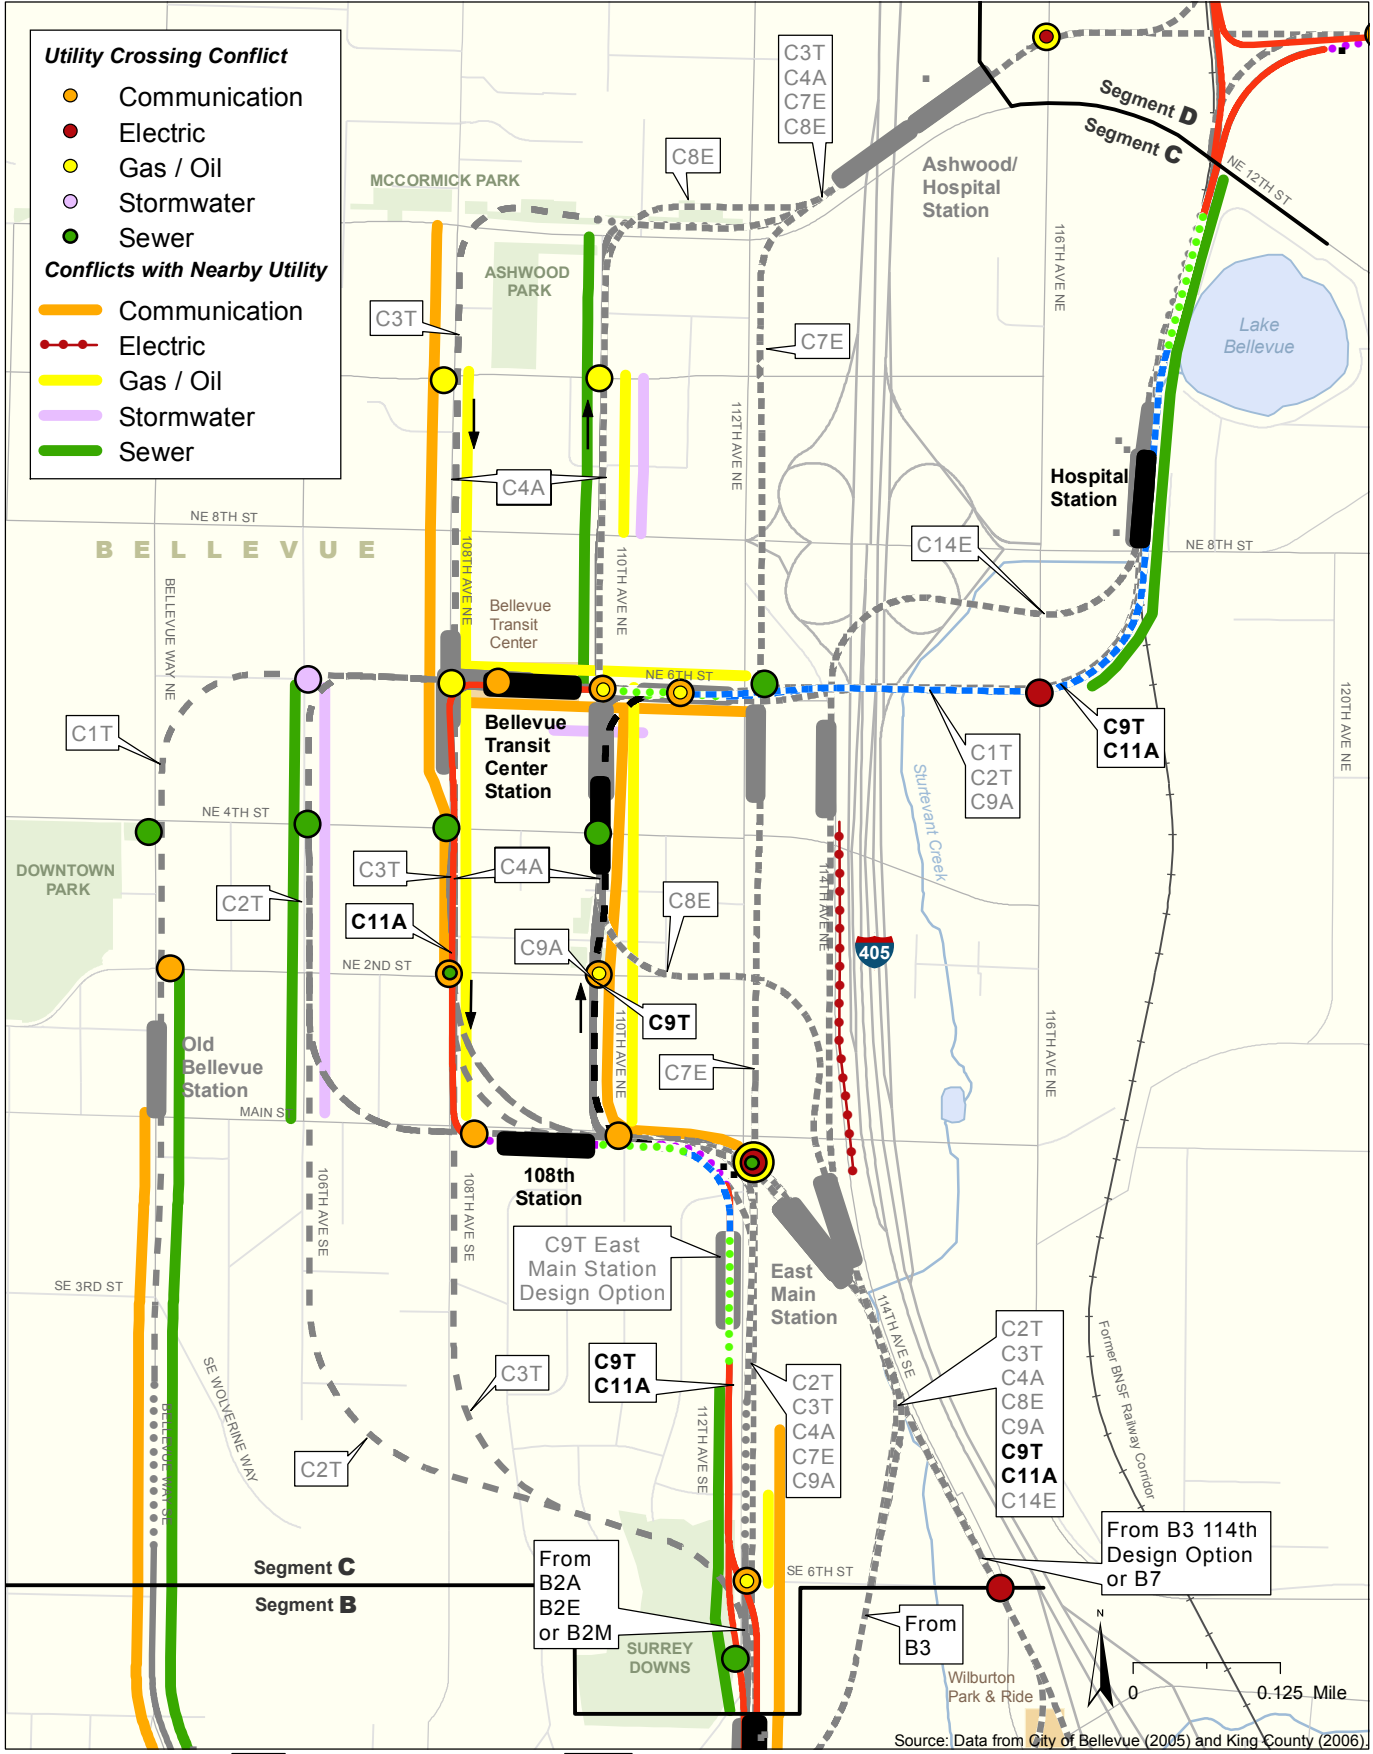 Utility Crossing Conflict
Communication
Electric
Gas / Oil
Stormwater
Sewer
Conflicts with Nearby Utility
Communication
Electric
Gas / Oil
Stormwater
Sewer
C3T
C4A
C7E
C8E
C8E
MCCORMICK PARK
Ashwood/
Hospital
Station
Segment D
Segment C
NE 12TH ST
116TH AVE NE
ASHWOOD
PARK
C3T
C7E
Lake
Bellevue
112TH AVE NE
C4A
Hospital
Station
NE 8TH ST
BELLEVUE
C14E
NE 8TH ST
108TH AVE NE
110TH AVE NE
BELLEVUE WAY NE
Bellevue
Transit
Center
NE 6TH ST
C1T
Bellevue
Transit
Center
Station
C9T
C11A
C1T
C2T
C9A
120TH AVE NE
Sturtevant Creek
NE 4TH ST
DOWNTOWN
PARK
C3T
C4A
C2T
C8E
C11A
114TH AVE NE
C9A
405
NE 2ND ST
C9T
110TH AVE NE
116TH AVE NE
Old
Bellevue
Station
C7E
MAIN ST
108th
Station
106TH AVE SE
108TH AVE SE
C9T East
Main Station
Design Option
East
Main
Station
SE 3RD ST
114TH AVE SE
C2T
C3T
C4A
C8E
C9A
C9T
C11A
C14E
Former BNSF Railway Corridor
SE WOLVERINE WAY
C3T
C9T
C11A
C2T
C3T
C4A
C7E
C9A
BELLEVUE WAY SE
112TH AVE SE
C2T
From B3 114th
Design Option
or B7
Segment C
Segment B
From
B2A
B2E
or B2M
SE 6TH ST
From
B3
SURREY
DOWNS
Wilburton
Park & Ride
N
0 0.125 Mile
Source: Data from City of Bellevue (2005) and King County (2006).